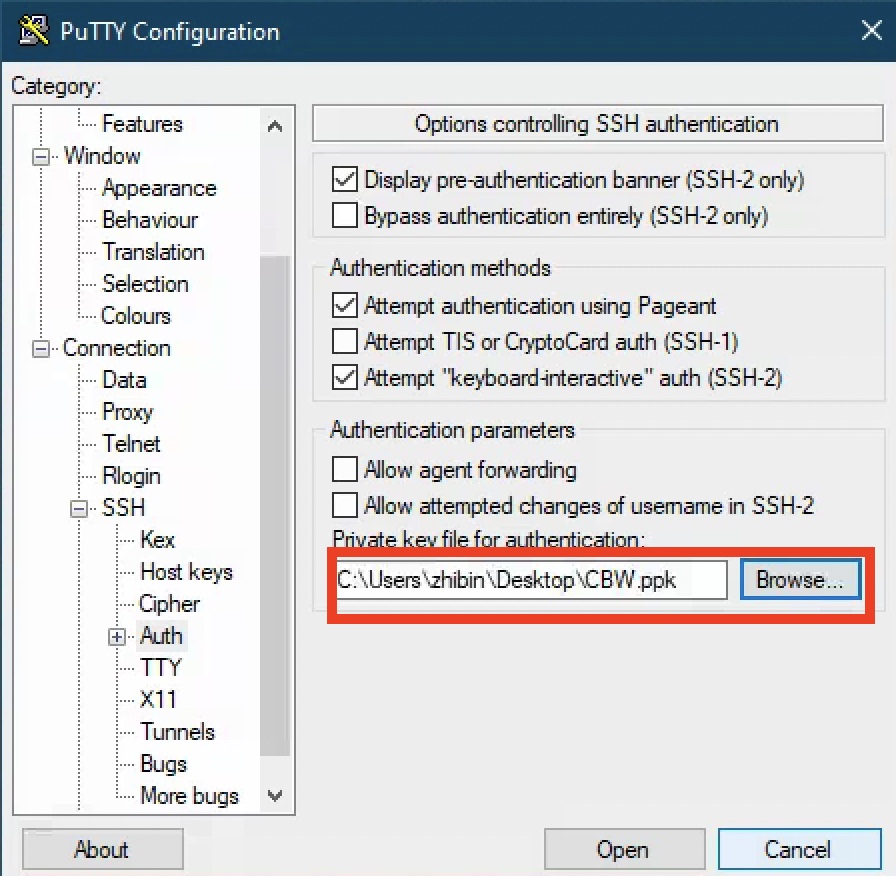 PuTTY Configuration
Category:
Features
Window
Appearance
Behaviour
Translation
Selection
Colours
Connection
Data
Proxy
Telnet
Rlogin
SSH
Kex
Host keys
Cipher
Auth
TTY
X11
Tunnels
Bugs
More bugs
Options controlling SSH authentication
Display pre-authentication banner (SSH-2 only)
Bypass authentication entirely (SSH-2 only)
Authentication methods
Attempt authentication using Pageant
Attempt TIS or CryptoCard auth (SSH-1)
Attempt "keyboard-interactive" auth (SSH-2)
Authentication parameters
Allow agent forwarding
Allow attempted changes of username in SSH-2
Private key file for authentication:
C:\Users\zhibin\Desktop\CBW.ppk
Browse...
About
Open
Cancel